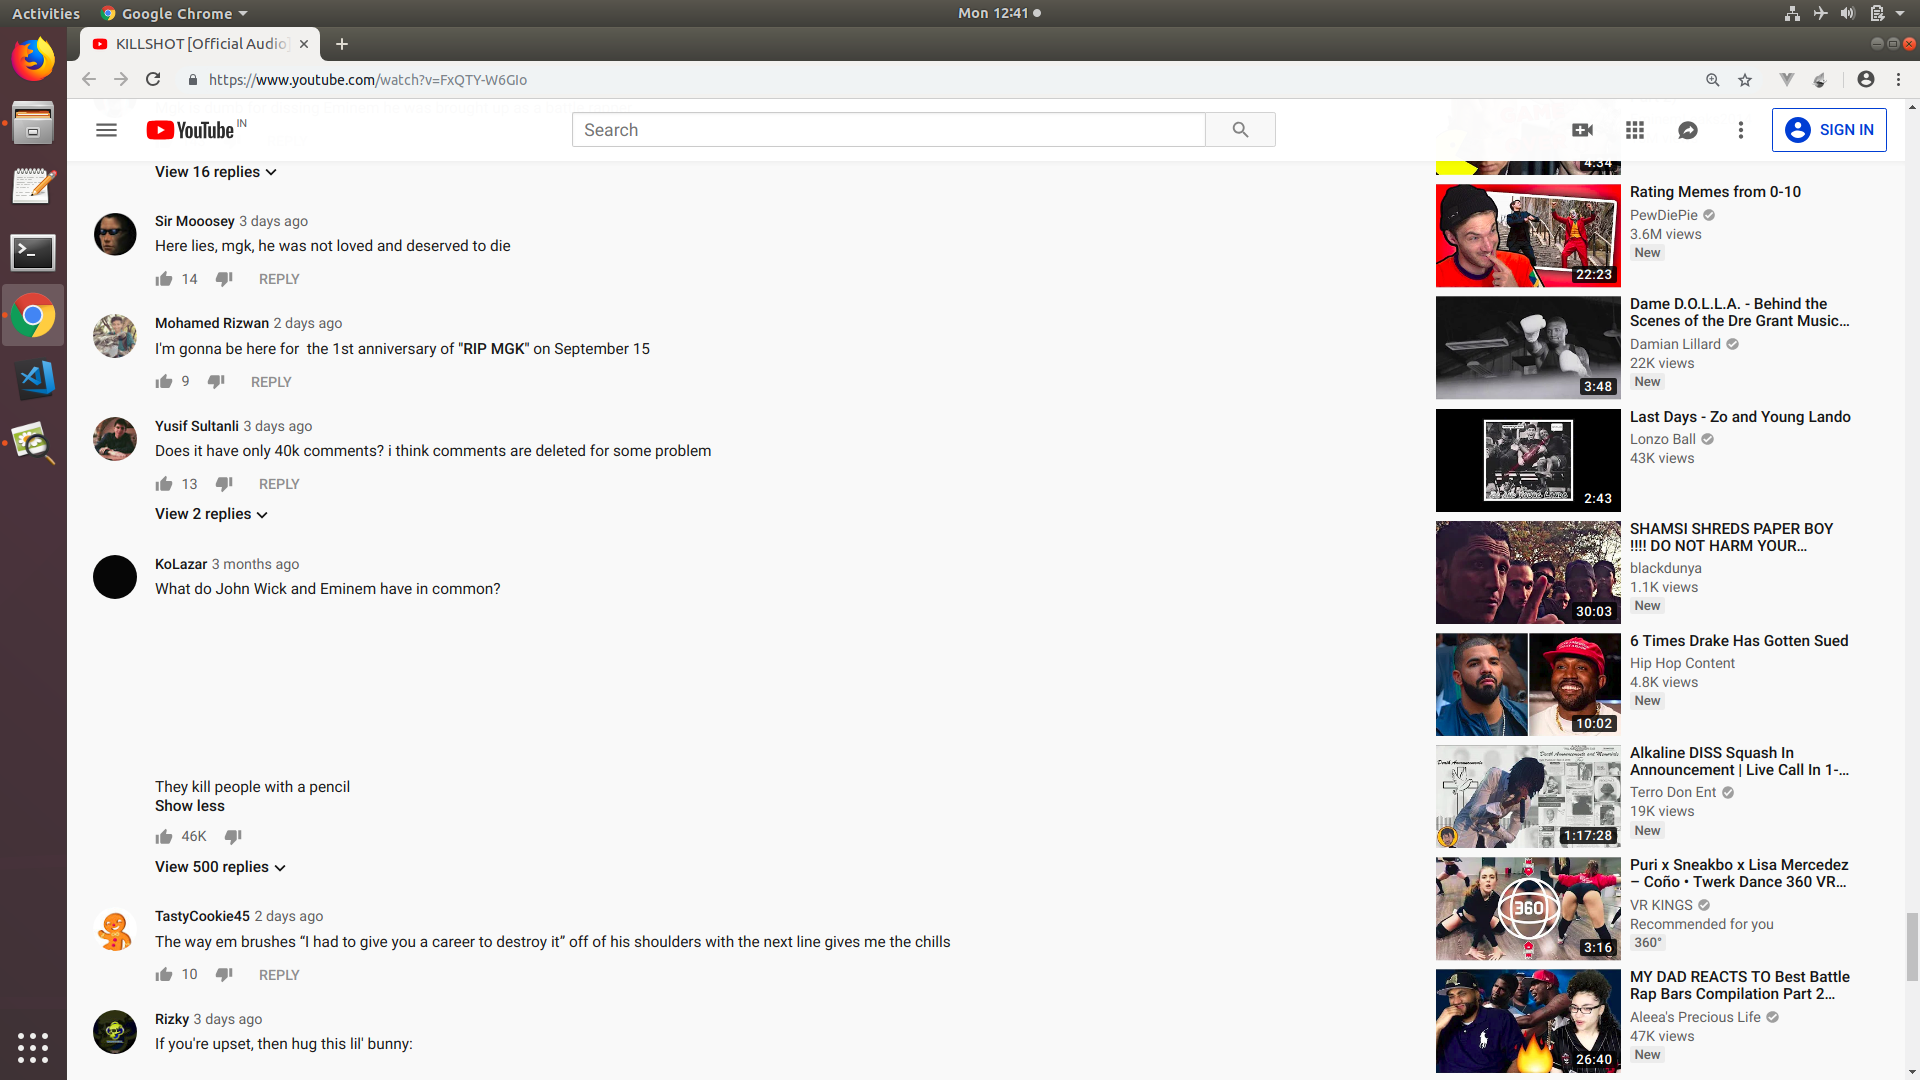 Activities
Google Chrome
Mon 12:41
KILLSHOT [Official Audio]
https://www.youtube.com/watch?v=FxQTY-W6GIo
YouTube IN
Search
SIGN IN
View 16 replies
Sir Mooosey 3 days ago
Here lies, mgk, he was not loved and deserved to die
14 REPLY
Mohamed Rizwan 2 days ago
I'm gonna be here for the 1st anniversary of "RIP MGK" on September 15
9 REPLY
Yusif Sultanli 3 days ago
Does it have only 40k comments? i think comments are deleted for some problem
13 REPLY
View 2 replies
KoLazar 3 months ago
What do John Wick and Eminem have in common?
They kill people with a pencil
Show less
46K
View 500 replies
TastyCookie45 2 days ago
The way em brushes “I had to give you a career to destroy it” off of his shoulders with the next line gives me the chills
10 REPLY
Rizky 3 days ago
If you're upset, then hug this lil' bunny:
4:34
22:23
Rating Memes from 0-10
PewDiePie
3.6M views
New
3:48
Dame D.O.L.L.A. - Behind the
Scenes of the Dre Grant Music...
Damian Lillard
22K views
New
2:43
Last Days - Zo and Young Lando
Lonzo Ball
43K views
30:03
SHAMSI SHREDS PAPER BOY
!!!! DO NOT HARM YOUR...
blackdunya
1.1K views
New
10:02
6 Times Drake Has Gotten Sued
Hip Hop Content
4.8K views
New
1:17:28
Alkaline DISS Squash In
Announcement | Live Call In 1-...
Terro Don Ent
19K views
New
360
3:16
Puri x Sneakbo x Lisa Mercedez
– Coño • Twerk Dance 360 VR...
VR KINGS
Recommended for you
360°
26:40
MY DAD REACTS TO Best Battle
Rap Bars Compilation Part 2...
Aleea's Precious Life
47K views
New